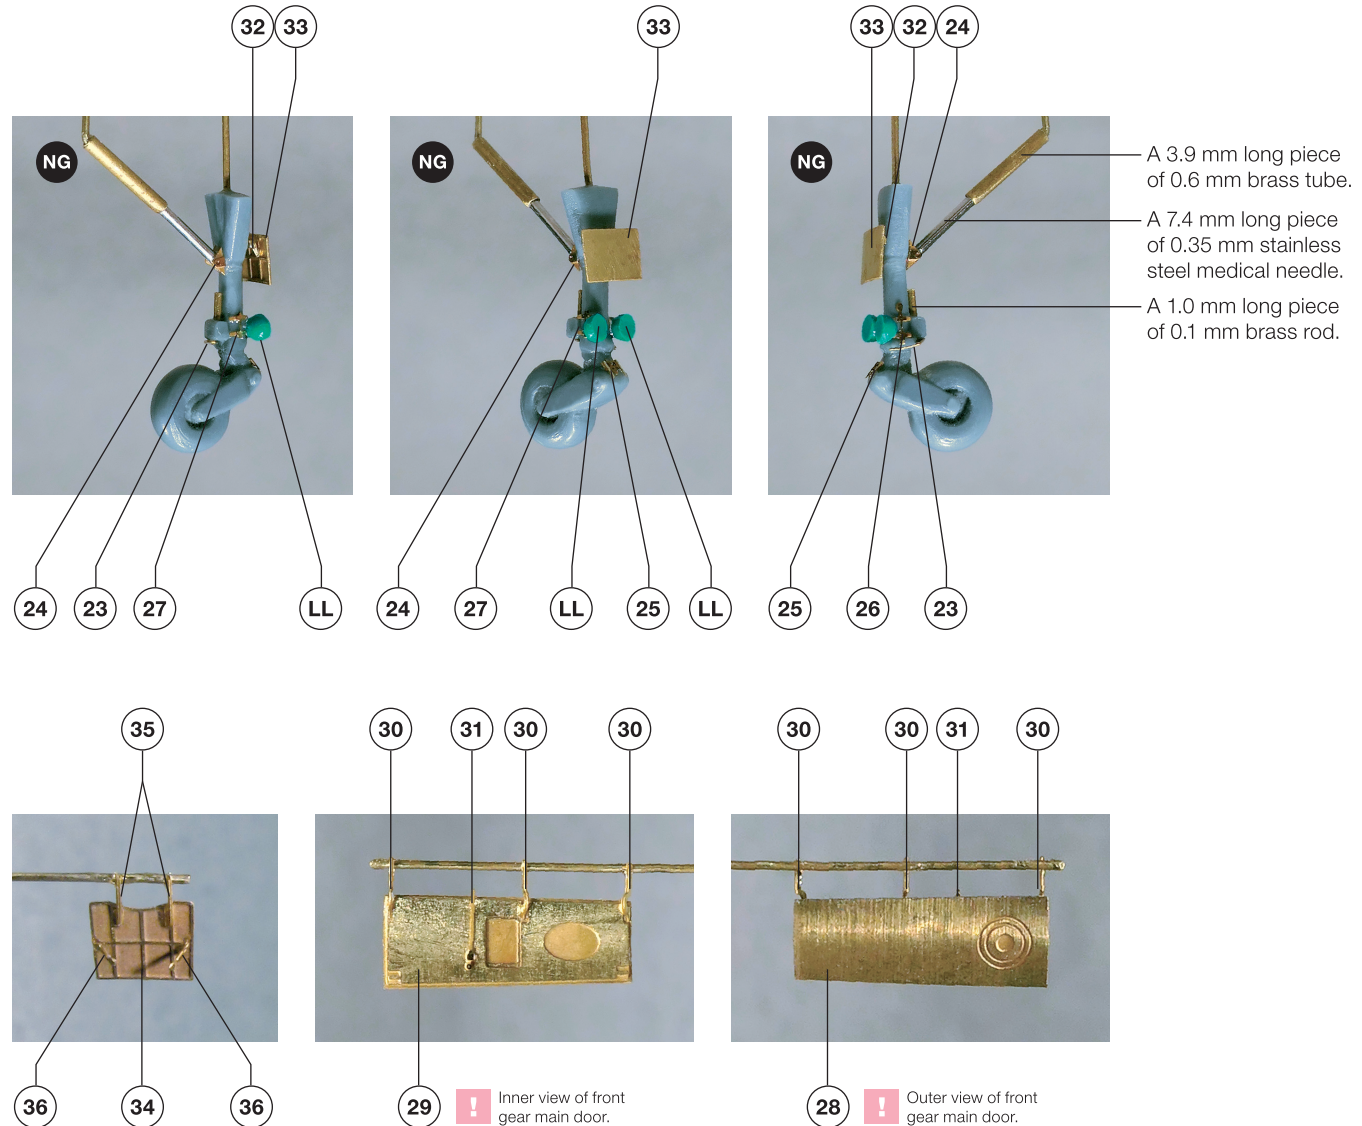 32 33
33
33 32 24
NG
NG
NG
A 3.9 mm long piece
of 0.6 mm brass tube.
A 7.4 mm long piece
of 0.35 mm stainless
steel medical needle.
A 1.0 mm long piece
of 0.1 mm brass rod.
24 23 27 LL
24 27 LL 25 LL
25 26 23
35
30 31 30 30
30 30 31 30
36 34 36
29
! Inner view of front
gear main door.
28
! Outer view of front
gear main door.